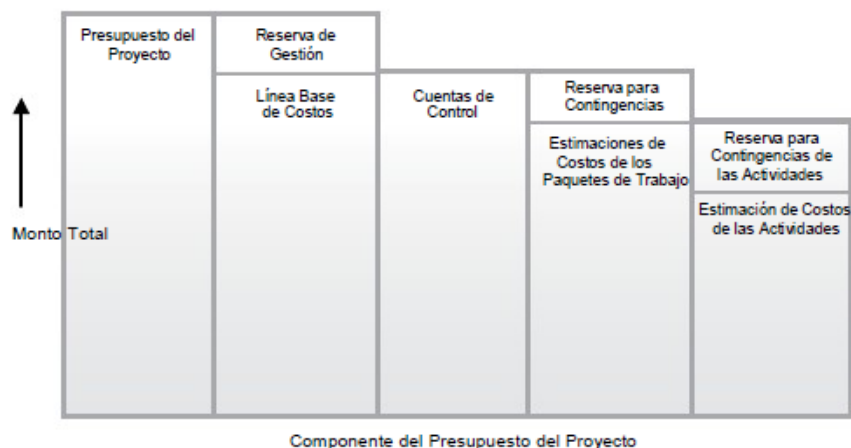 Presupuesto del
Proyecto
Reserva de
Gestión
Línea Base
de Costos
Cuentas de
Control
Reserva para
Contingencias
Estimaciones de
Costos de los
Paquetes de Trabajo
Reserva para
Contingencias de
las Actividades
Estimación de Costos
de las Actividades
Monto Total
Componente del Presupuesto del Proyecto